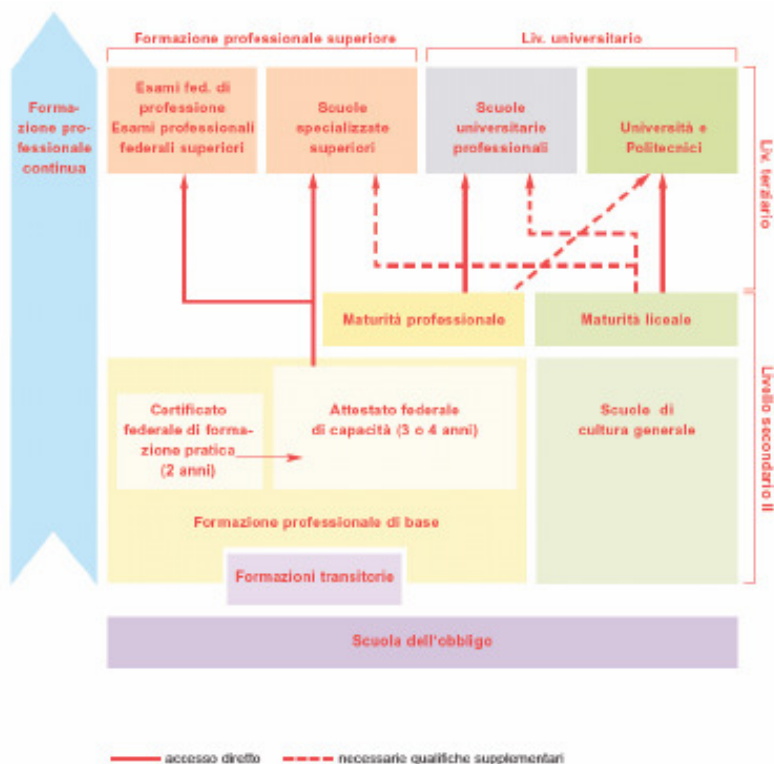 Formazione professionale superiore
Liv. universitario
Forma-
zione pro-
fessionale
continua
Esami fed. di
professione
Esami professionali
federali superiori
Scuole
specializzate
superiori
Scuole
universitarie
professionali
Università e
Politecnici
Liv. terziario
Maturità professionale
Maturità liceale
Certificato
federale di forma-
zione pratica
(2 anni)
Attestato federale
di capacità (3 o 4 anni)
Scuole di
cultura generale
Livello secondario II
Formazione professionale di base
Formazioni transitorie
Scuola dell'obbligo
accesso diretto
necessarie qualifiche supplementari